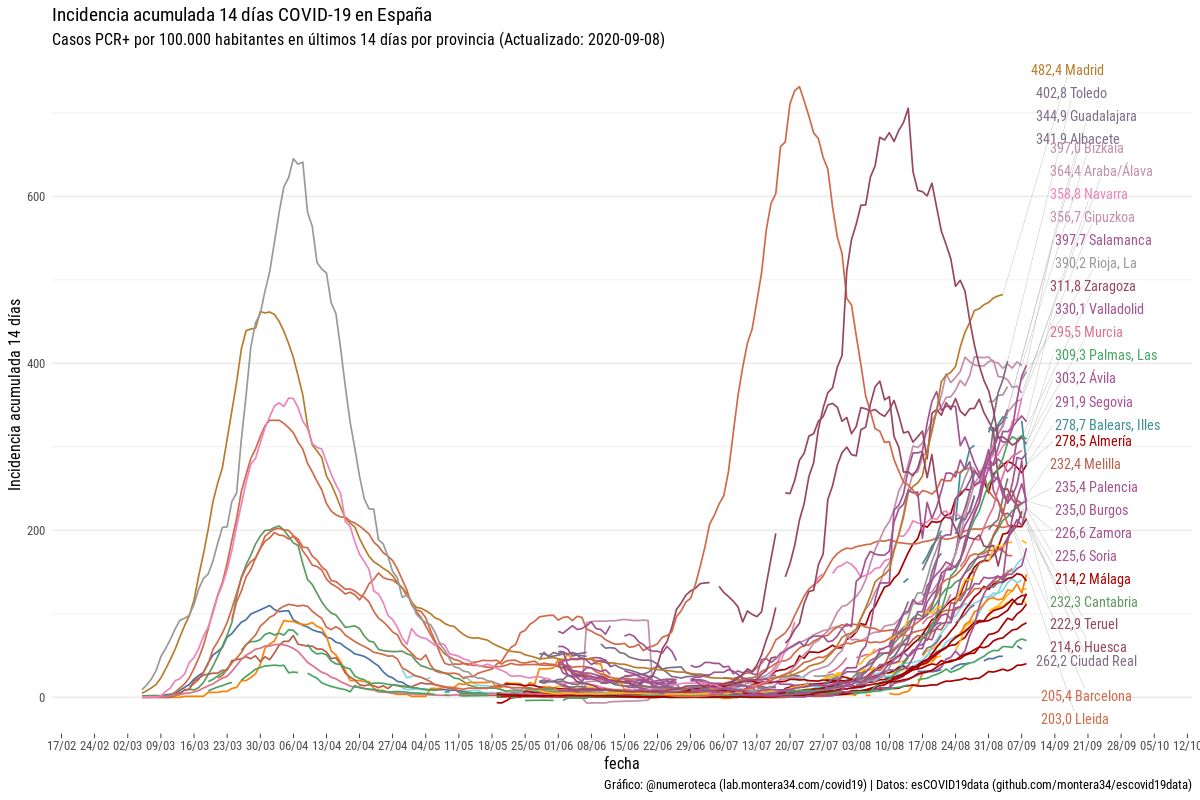 Incidencia acumulada 14 días COVID-19 en España
Casos PCR+ por 100.000 habitantes en últimos 14 días por provincia (Actualizado: 2020-09-08)
482,4 Madrid
402,8 Toledo
344,9 Guadalajara
341,9 Albacete
397,0 Bizkaia
364,4 Araba/Álava
358,8 Navarra
356,7 Gipuzkoa
397,7 Salamanca
390,2 Rioja, La
311,8 Zaragoza
330,1 Valladolid
295,5 Murcia
309,3 Palmas, Las
303,2 Ávila
291,9 Segovia
278,7 Balears, Illes
278,5 Almería
232,4 Melilla
235,4 Palencia
235,0 Burgos
226,6 Zamora
225,6 Soria
214,2 Málaga
232,3 Cantabria
222,9 Teruel
214,6 Huesca
262,2 Ciudad Real
205,4 Barcelona
203,0 Lleida
Incidencia acumulada 14 días
600
400
200
0
17/02 24/02 02/03 09/03 16/03 23/03 30/03 06/04 13/04 20/04 27/04 04/05 11/05 18/05 25/05 01/06 08/06 15/06 22/06 29/06 06/07 13/07 20/07 27/07 03/08 10/08 17/08 24/08 31/08 07/09 14/09 21/09 28/09 05/10 12/10
fecha
Gráfico: @numeroteca (lab.montera34.com/covid19) | Datos: esCOVID19data (github.com/montera34/escovid19data)